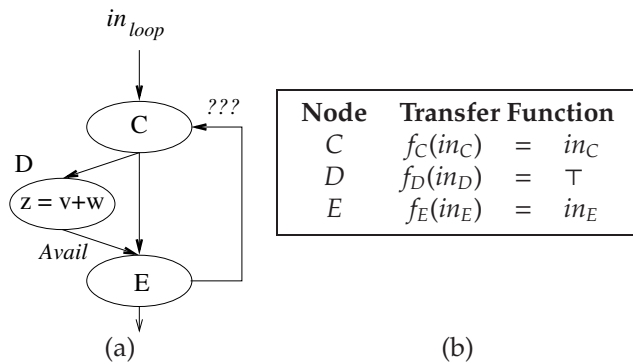 in_loop
???
C
D
z = v+w
Avail
E
(a)
Node Transfer Function
C f_C(in_C) = in_C
D f_D(in_D) = ⊤
E f_E(in_E) = in_E
(b)